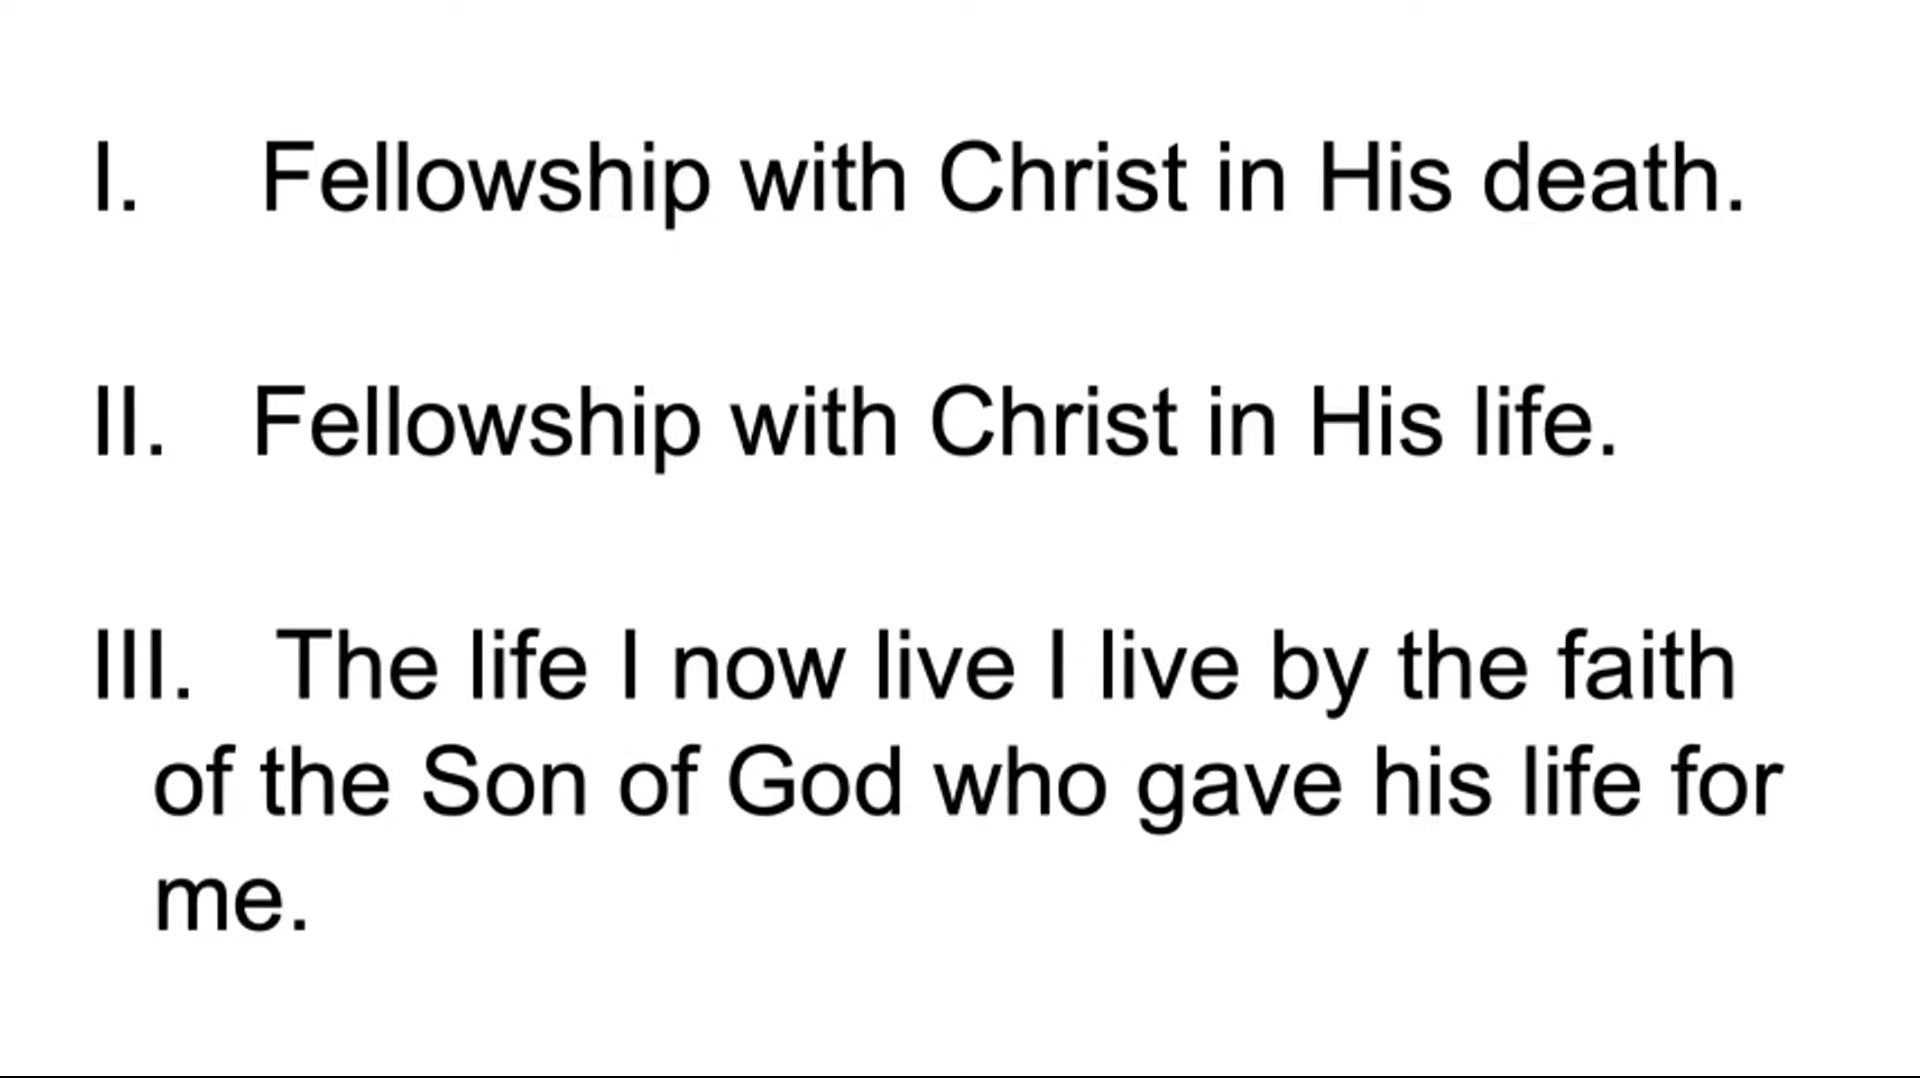 I. Fellowship with Christ in His death.
II. Fellowship with Christ in His life.
III. The life I now live I live by the faith
of the Son of God who gave his life for
me.